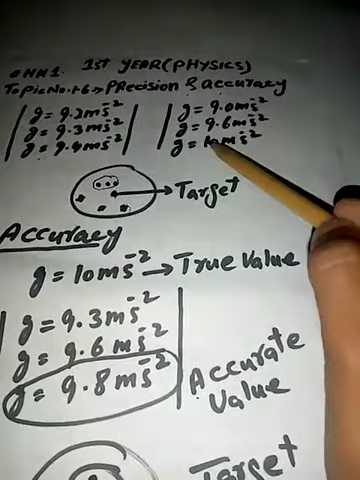 CHN1. 1st YEAR(PHYSICS)
Topic No.1.6→PRecision & accuracy
g = 9.2ms⁻²
g = 9.3ms⁻²
g = 9.4ms⁻²
g = 9.0ms⁻²
g = 9.6ms⁻²
g = 10ms⁻²
Target
Accuracy
g = 10ms⁻² → True Value
g = 9.3ms⁻²
g = 9.6ms⁻²
g = 9.8ms⁻²
Accurate
Value
Target